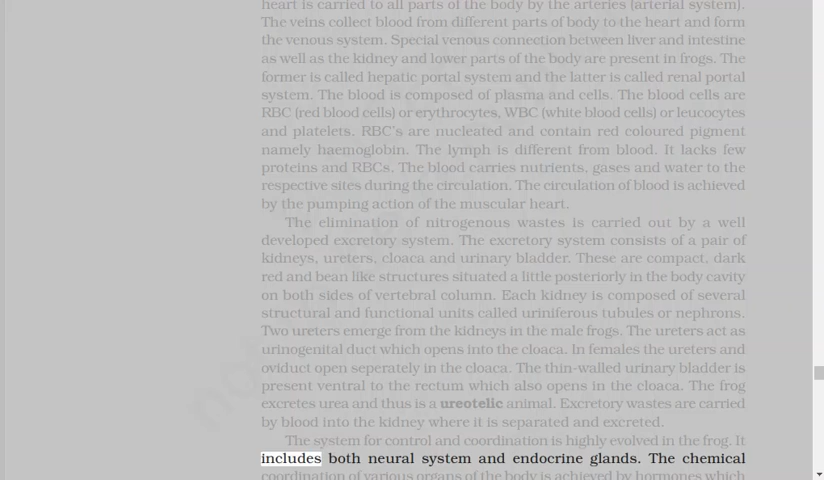 heart is carried to all parts of the body by the arteries (arterial system).
The veins collect blood from different parts of body to the heart and form
the venous system. Special venous connection between liver and intestine
as well as the kidney and lower parts of the body are present in frogs. The
former is called hepatic portal system and the latter is called renal portal
system. The blood is composed of plasma and cells. The blood cells are
RBC (red blood cells) or erythrocytes, WBC (white blood cells) or leucocytes
and platelets. RBC's are nucleated and contain red coloured pigment
namely haemoglobin. The lymph is different from blood. It lacks few
proteins and RBCs. The blood carries nutrients, gases and water to the
respective sites during the circulation. The circulation of blood is achieved
by the pumping action of the muscular heart.
The elimination of nitrogenous wastes is carried out by a well
developed excretory system. The excretory system consists of a pair of
kidneys, ureters, cloaca and urinary bladder. These are compact, dark
red and bean like structures situated a little posteriorly in the body cavity
on both sides of vertebral column. Each kidney is composed of several
structural and functional units called uriniferous tubules or nephrons.
Two ureters emerge from the kidneys in the male frogs. The ureters act as
urinogenital duct which opens into the cloaca. In females the ureters and
oviduct open seperately in the cloaca. The thin-walled urinary bladder is
present ventral to the rectum which also opens in the cloaca. The frog
excretes urea and thus is a ureotelic animal. Excretory wastes are carried
by blood into the kidney where it is separated and excreted.
The system for control and coordination is highly evolved in the frog. It
includes both neural system and endocrine glands. The chemical
coordination of various organs of the body is achieved by hormones which